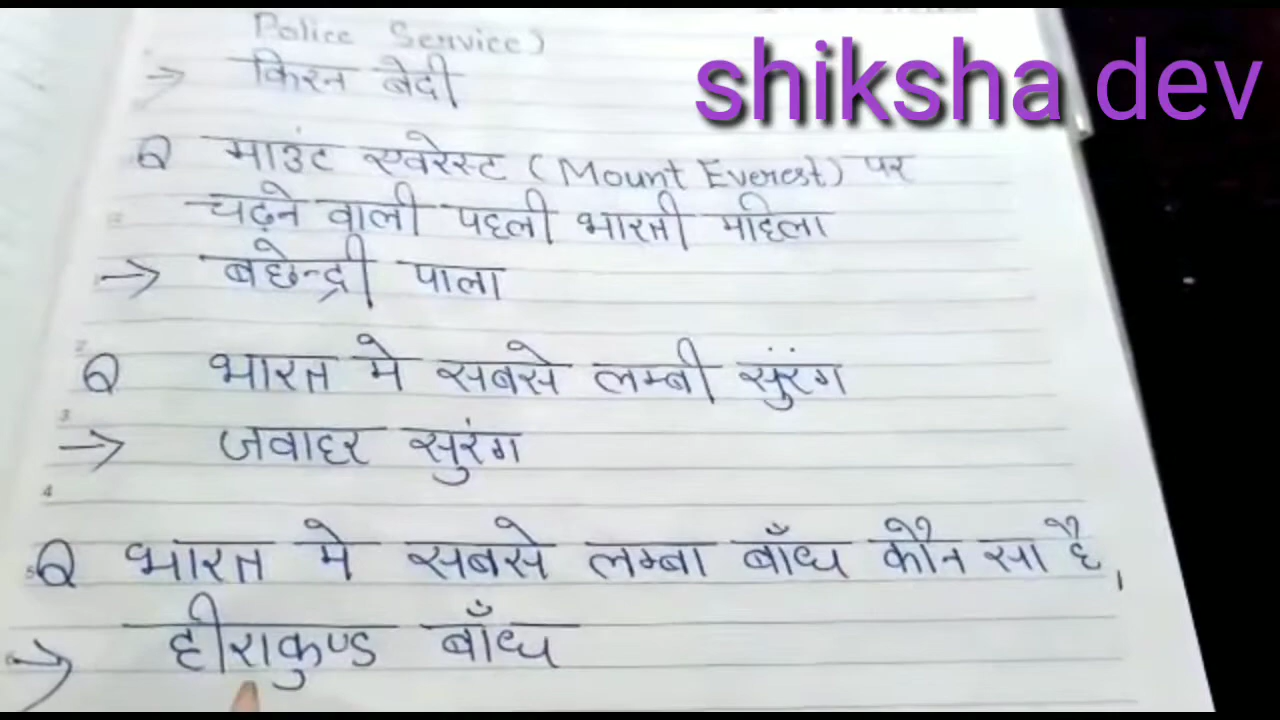 Police Service)
shiksha dev
→ किरन बेदी
Q माउंट एवरेस्ट (Mount Everest) पर
चढ़ने वाली पहली भारती महिला
→ बछेन्द्री पाला
Q भारत मे सबसे लम्बी सुंरंग
→ जवाहर सुरंग
Q भारत मे सबसे लम्बा बाँध कौन सा है,
→ हीराकुण्ड बाँध